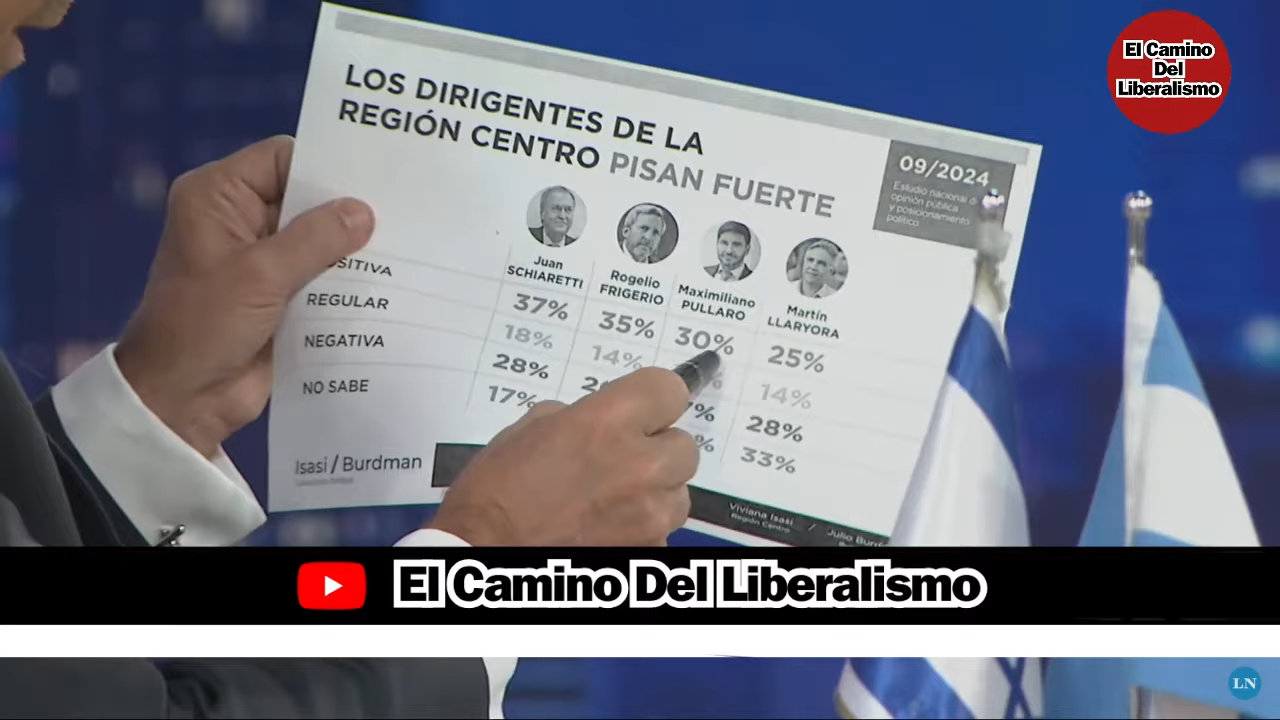 El Camino
Del
Liberalismo
LOS DIRIGENTES DE LA
REGIÓN CENTRO PISAN FUERTE
09/2024
Estudio nacional
opinión pública
y posicionamiento
político
Juan
SCHIARETTI
Rogelio
FRIGERIO
Maximiliano
PULLARO
Martín
LLARYORA
SITIVA 37% 35% 30% 25%
REGULAR 18% 14% 14%
NEGATIVA 28% 28%
NO SABE 17% 33%
Isasi / Burdman
Viviana Isasi / Julio
Región Centro
El Camino Del Liberalismo
LN